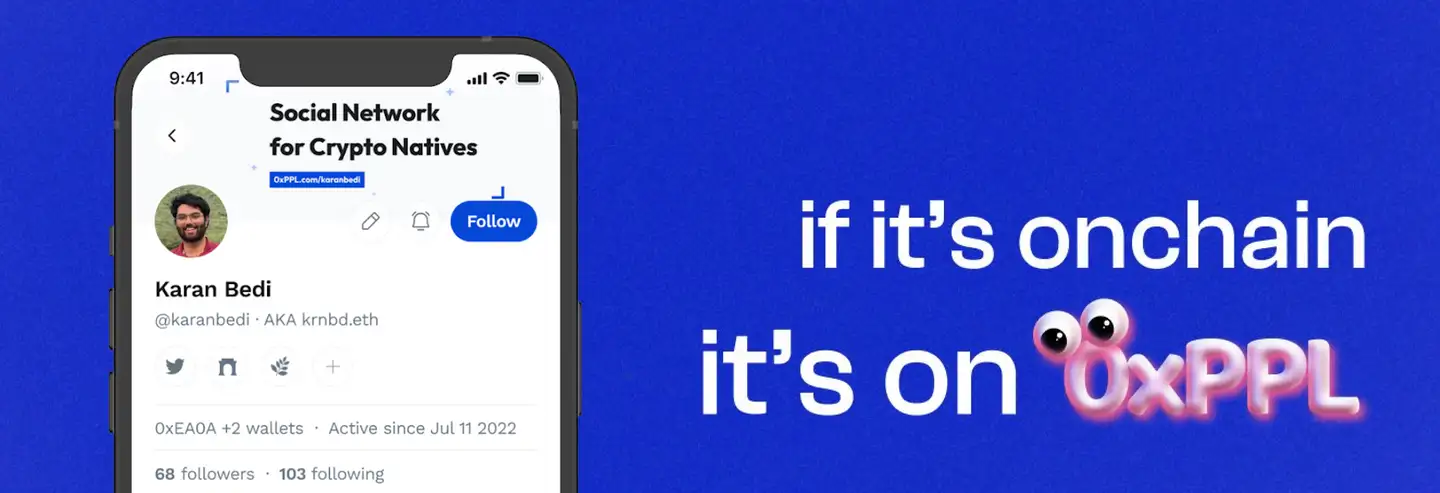 9:41
Social Network
for Crypto Natives
0xPPL.com/karanbedi
Follow
Karan Bedi
@karanbedi · AKA krnbd.eth
0xEA0A +2 wallets · Active since Jul 11 2022
68 followers · 103 following
if it's onchain
it's on 0xPPL